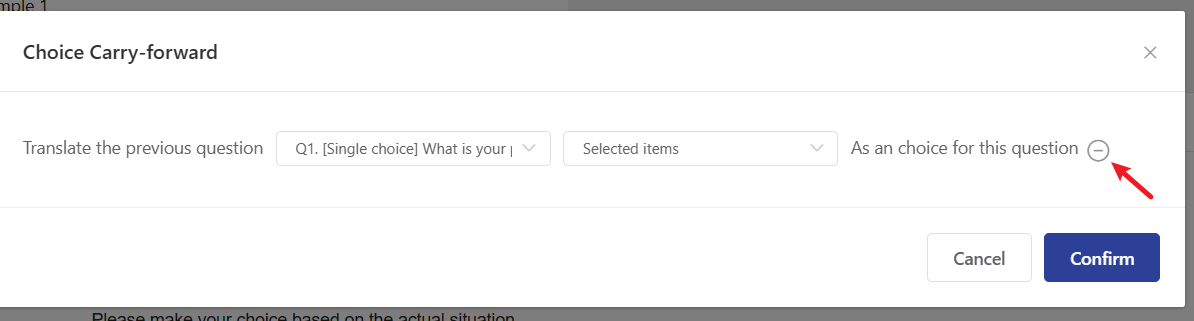 mple 1
Choice Carry-forward
Translate the previous question Q1. [Single choice] What is your Selected items As an choice for this question
Cancel Confirm
Please make your choice based on the actual situation